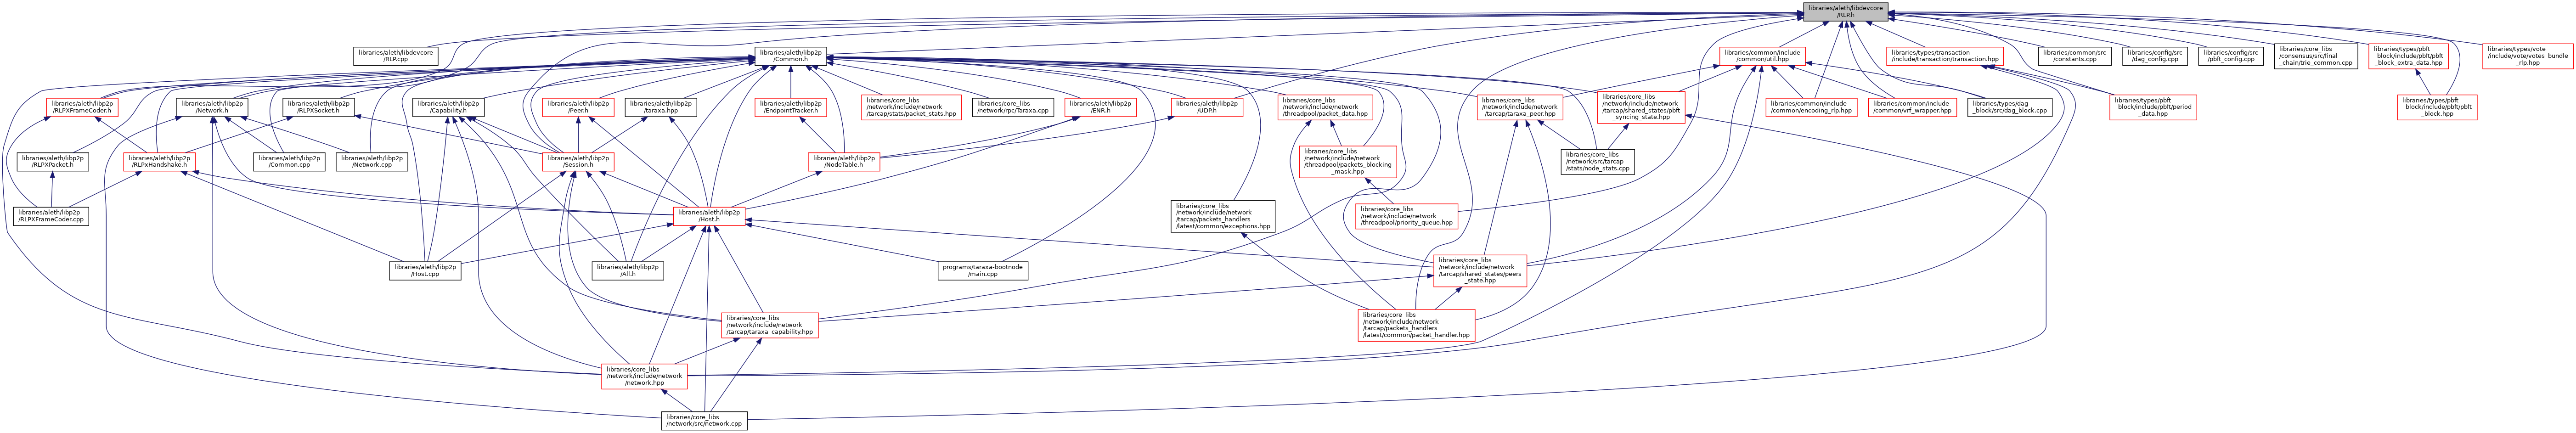 libraries/aleth/libdevcore
/RLP.h
libraries/aleth/libdevcore
/RLP.cpp
libraries/aleth/libp2p
/Common.h
libraries/common/include
/common/util.hpp
libraries/types/transaction
/include/transaction/transaction.hpp
libraries/common/src
/constants.cpp
libraries/config/src
/dag_config.cpp
libraries/config/src
/pbft_config.cpp
libraries/core_libs
/consensus/src/final
_chain/trie_common.cpp
libraries/types/pbft
_block/include/pbft/pbft
_block_extra_data.hpp
libraries/types/vote
/include/vote/votes_bundle
_rlp.hpp
libraries/aleth/libp2p
/RLPXFrameCoder.h
libraries/aleth/libp2p
/Network.h
libraries/aleth/libp2p
/RLPXSocket.h
libraries/aleth/libp2p
/Capability.h
libraries/aleth/libp2p
/Peer.h
libraries/aleth/libp2p
/taraxa.hpp
libraries/aleth/libp2p
/EndpointTracker.h
libraries/core_libs
/network/include/network
/tarcap/stats/packet_stats.hpp
libraries/core_libs
/network/rpc/Taraxa.cpp
libraries/aleth/libp2p
/ENR.h
libraries/aleth/libp2p
/UDP.h
libraries/core_libs
/network/include/network
/threadpool/packet_data.hpp
libraries/core_libs
/network/include/network
/tarcap/taraxa_peer.hpp
libraries/core_libs
/network/include/network
/tarcap/shared_states/pbft
_syncing_state.hpp
libraries/common/include
/common/encoding_rlp.hpp
libraries/common/include
/common/vrf_wrapper.hpp
libraries/types/dag
_block/src/dag_block.cpp
libraries/types/pbft
_block/include/pbft/period
_data.hpp
libraries/types/pbft
_block/include/pbft/pbft
_block.hpp
libraries/aleth/libp2p
/RLPXPacket.h
libraries/aleth/libp2p
/RLPxHandshake.h
libraries/aleth/libp2p
/Common.cpp
libraries/aleth/libp2p
/Network.cpp
libraries/aleth/libp2p
/Session.h
libraries/aleth/libp2p
/NodeTable.h
libraries/core_libs
/network/include/network
/threadpool/packets_blocking
_mask.hpp
libraries/core_libs
/network/src/tarcap
/stats/node_stats.cpp
libraries/aleth/libp2p
/RLPXFrameCoder.cpp
libraries/aleth/libp2p
/Host.h
libraries/core_libs
/network/include/network
/tarcap/packets_handlers
/latest/common/exceptions.hpp
libraries/core_libs
/network/include/network
/threadpool/priority_queue.hpp
libraries/aleth/libp2p
/Host.cpp
libraries/aleth/libp2p
/All.h
programs/taraxa-bootnode
/main.cpp
libraries/core_libs
/network/include/network
/tarcap/shared_states/peers
_state.hpp
libraries/core_libs
/network/include/network
/tarcap/taraxa_capability.hpp
libraries/core_libs
/network/include/network
/tarcap/packets_handlers
/latest/common/packet_handler.hpp
libraries/core_libs
/network/include/network
/network.hpp
libraries/core_libs
/network/src/network.cpp